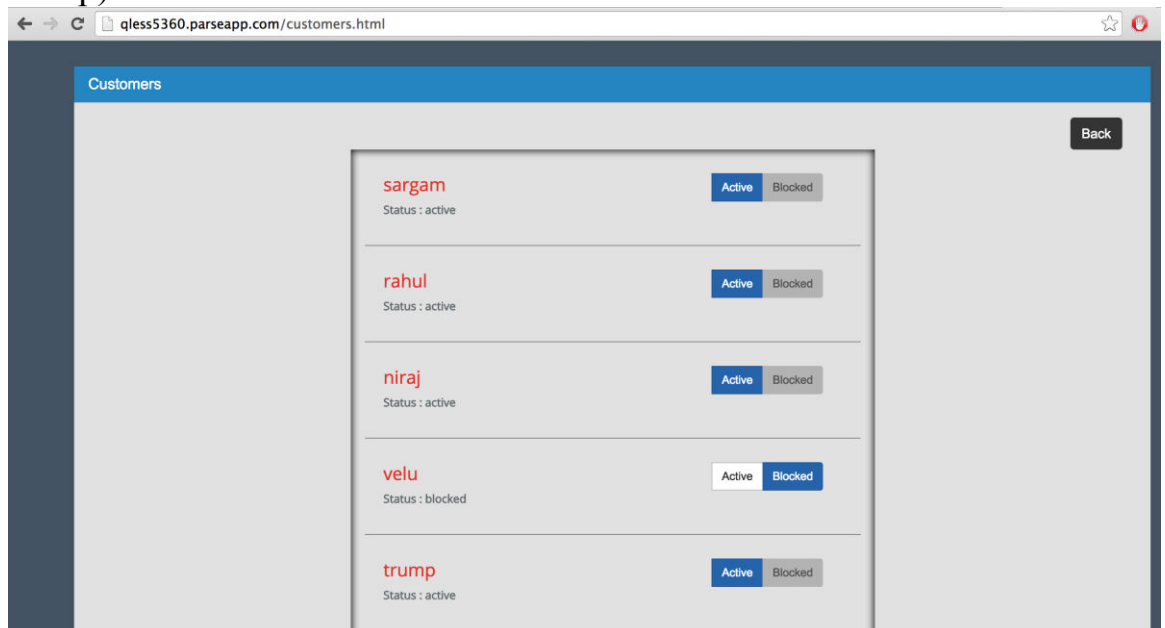 qless5360.parseapp.com/customers.html
Customers
Back
sargam Active Blocked
Status : active
rahul Active Blocked
Status : active
niraj Active Blocked
Status : active
velu Active Blocked
Status : blocked
trump Active Blocked
Status : active